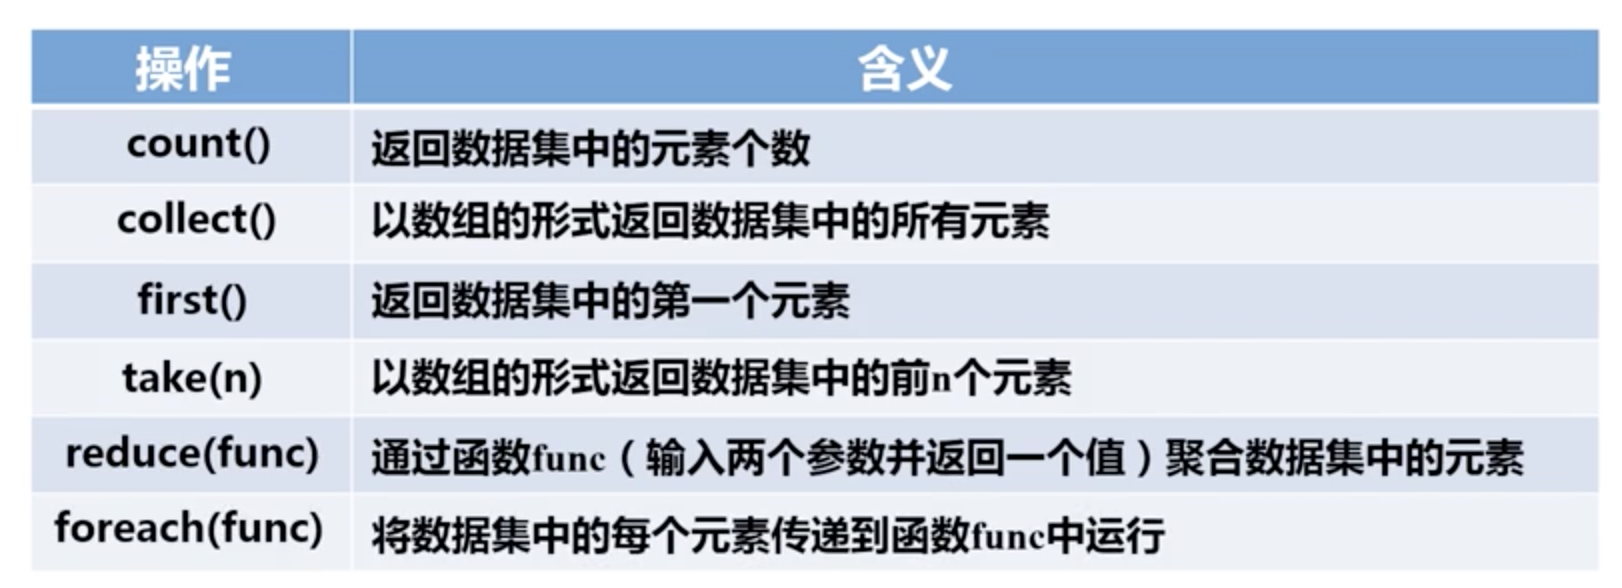 操作 含义
count() 返回数据集中的元素个数
collect() 以数组的形式返回数据集中的所有元素
first() 返回数据集中的第一个元素
take(n) 以数组的形式返回数据集中的前n个元素
reduce(func) 通过函数func（输入两个参数并返回一个值）聚合数据集中的元素
foreach(func) 将数据集中的每个元素传递到函数func中运行